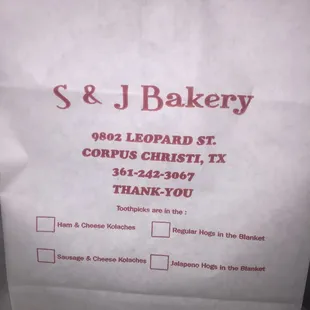 S & J Bakery
9802 LEOPARD ST.
CORPUS CHRISTI, TX
361-242-3067
THANK-YOU
Toothpicks are in the :
Ham & Cheese Kolaches
Regular Hogs in the Blanket
Sausage & Cheese Kolaches
Jalapeno Hogs in the Blanket